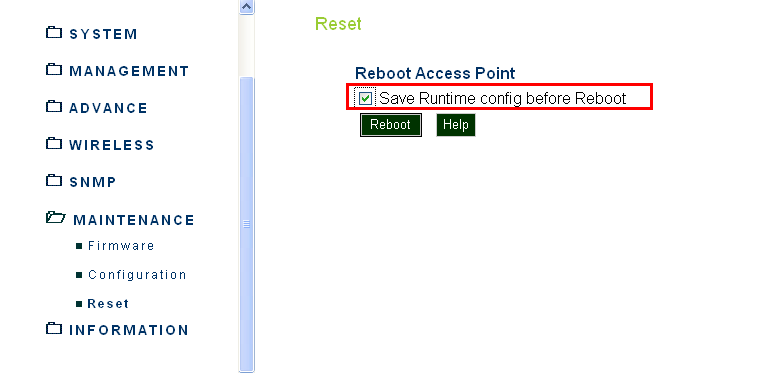 SYSTEM
MANAGEMENT
ADVANCE
WIRELESS
SNMP
MAINTENANCE
Firmware
Configuration
Reset
INFORMATION
Reset
Reboot Access Point
Save Runtime config before Reboot
Reboot Help